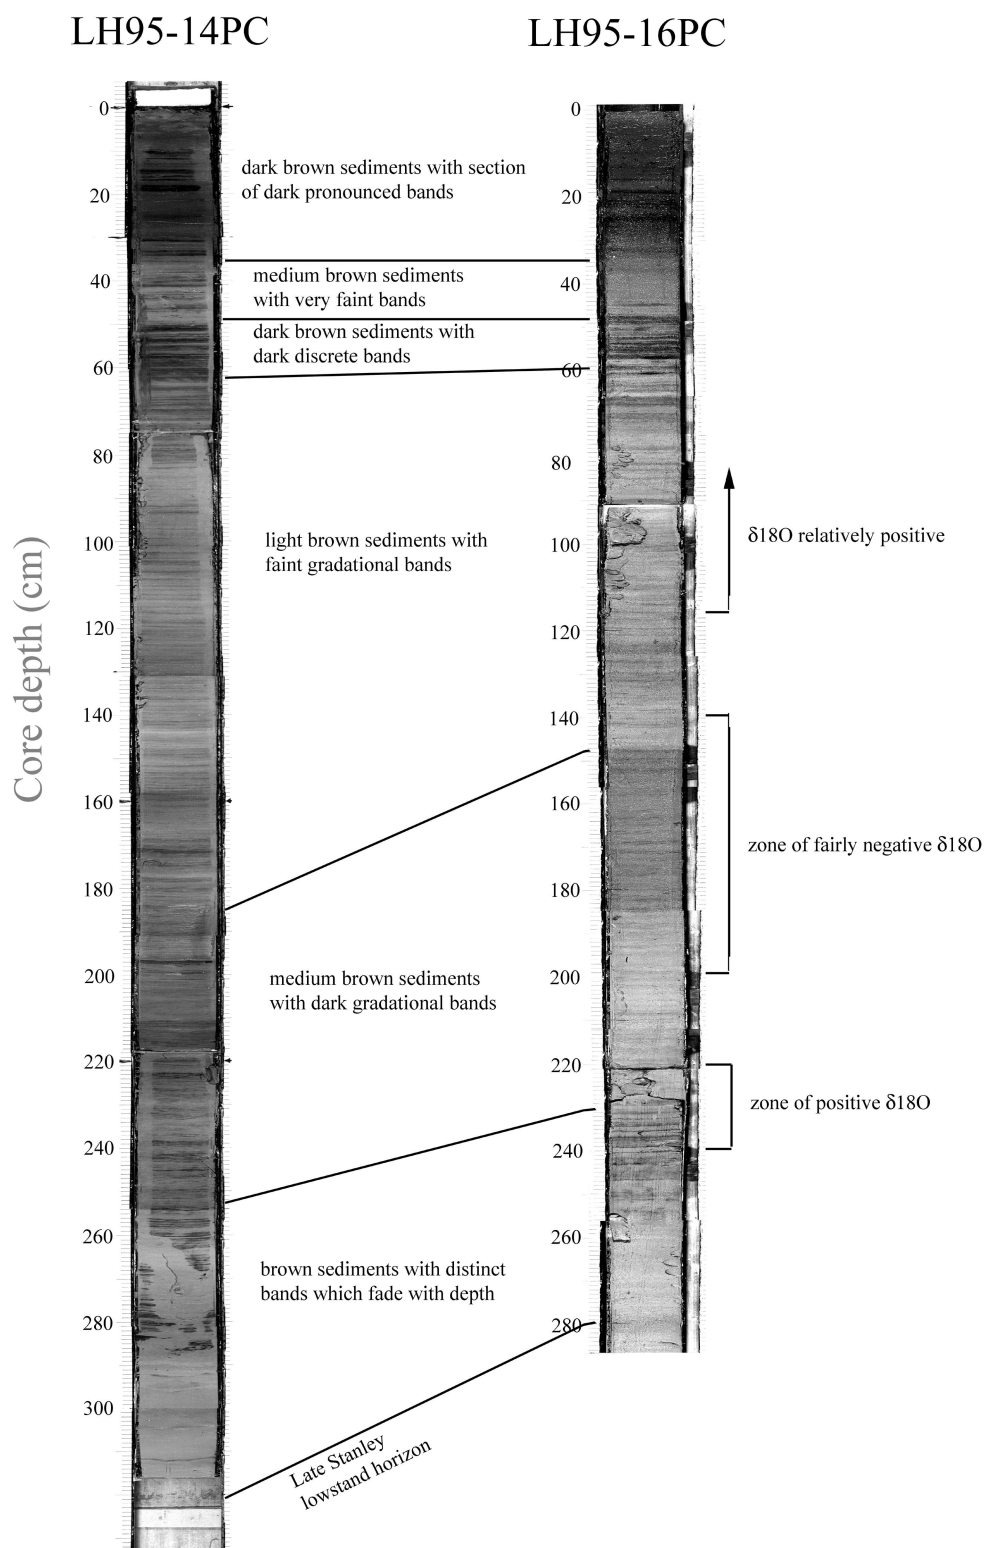 LH95-14PC
LH95-16PC
Core depth (cm)
0
20
40
60
80
100
120
140
160
180
200
220
240
260
280
300
dark brown sediments with section
of dark pronounced bands
medium brown sediments
with very faint bands
dark brown sediments with
dark discrete bands
light brown sediments with
faint gradational bands
medium brown sediments
with dark gradational bands
brown sediments with distinct
bands which fade with depth
Late Stanley
lowstand horizon
0
20
40
60
80
100
120
140
160
180
200
220
240
260
280
δ18O relatively positive
zone of fairly negative δ18O
zone of positive δ18O